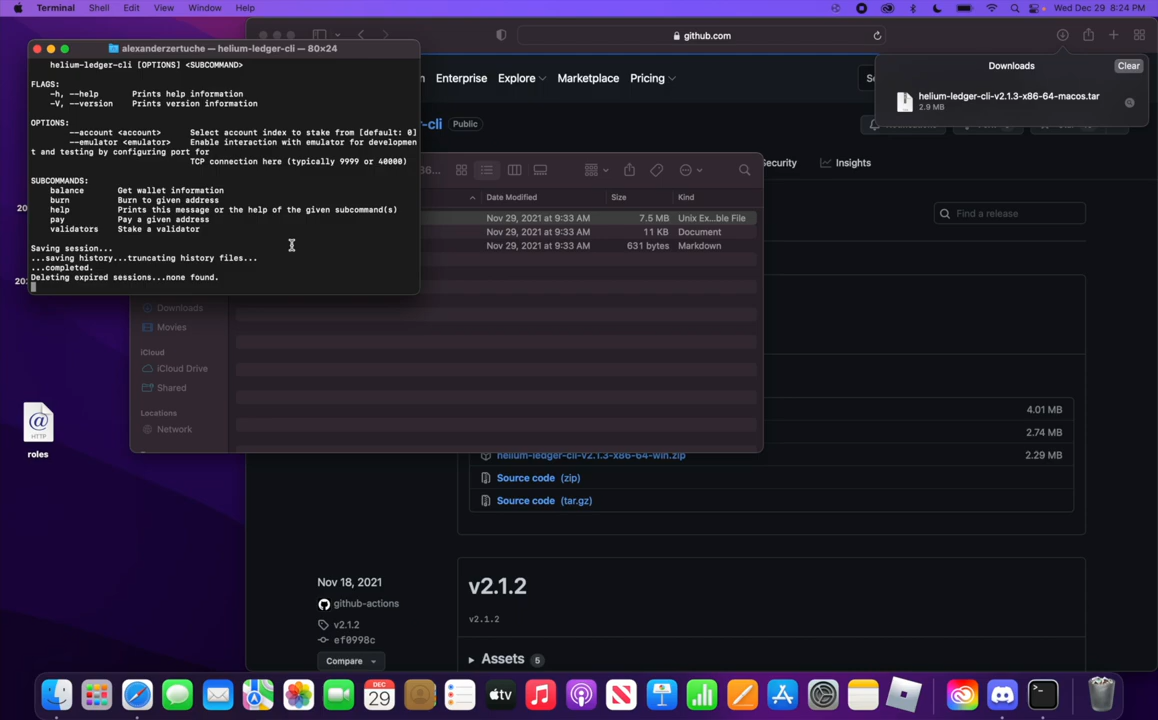 Terminal Shell Edit View Window Help
Wed Dec 29 8:24 PM
alexanderzertuche — helium-ledger-cli — 80×24
helium-ledger-cli [OPTIONS] <SUBCOMMAND>
FLAGS:
-h, --help Prints help information
-V, --version Prints version information
OPTIONS:
--account <account> Select account index to stake from [default: 0]
--emulator <emulator> Enable interaction with emulator for developmen
t and testing by configuring port for
TCP connection here (typically 9999 or 40000)
SUBCOMMANDS:
balance Get wallet information
burn Burn to given address
help Prints this message or the help of the given subcommand(s)
pay Pay a given address
validators Stake a validator
Saving session...
...saving history...truncating history files...
...completed.
Deleting expired sessions...none found.
github.com
Enterprise Explore Marketplace Pricing
Downloads
Clear
helium-ledger-cli-v2.1.3-x86-64-macos.tar
2.9 MB
-cli Public
Insights
Find a release
Date Modified Size Kind
Nov 29, 2021 at 9:33 AM 7.5 MB Unix Ex...ble File
Nov 29, 2021 at 9:33 AM 11 KB Document
Nov 29, 2021 at 9:33 AM 631 bytes Markdown
Downloads
Movies
iCloud
iCloud Drive
Shared
Locations
Network
4.01 MB
2.74 MB
helium-ledger-cli-v2.1.3-x86-64-win.zip 2.29 MB
Source code (zip)
Source code (tar.gz)
Nov 18, 2021
github-actions
v2.1.2
ef0998c
Compare
v2.1.2
v2.1.2
Assets 5
roles
HTTP
DEC
29
tv